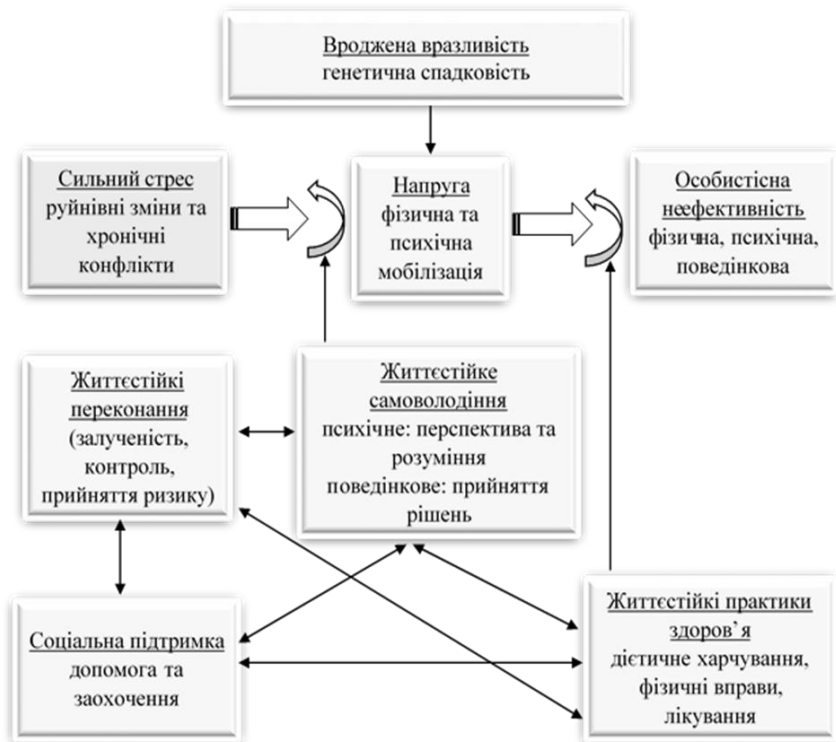 Вроджена вразливість
генетична спадковість
Сильний стрес
руйнівні зміни та
хронічні
конфлікти
Напруга
фізична та
психічна
мобілізація
Особистісна
неефективність
фізична, психічна,
поведінкова
Життєстійкі
переконання
(залученість,
контроль,
прийняття ризику)
Життєстійке
самоволодіння
психічне: перспектива та
розуміння
поведінкове: прийняття
рішень
Соціальна підтримка
допомога та
заохочення
Життєстійкі практики
здоров’я
дієтичне харчування,
фізичні вправи,
лікування